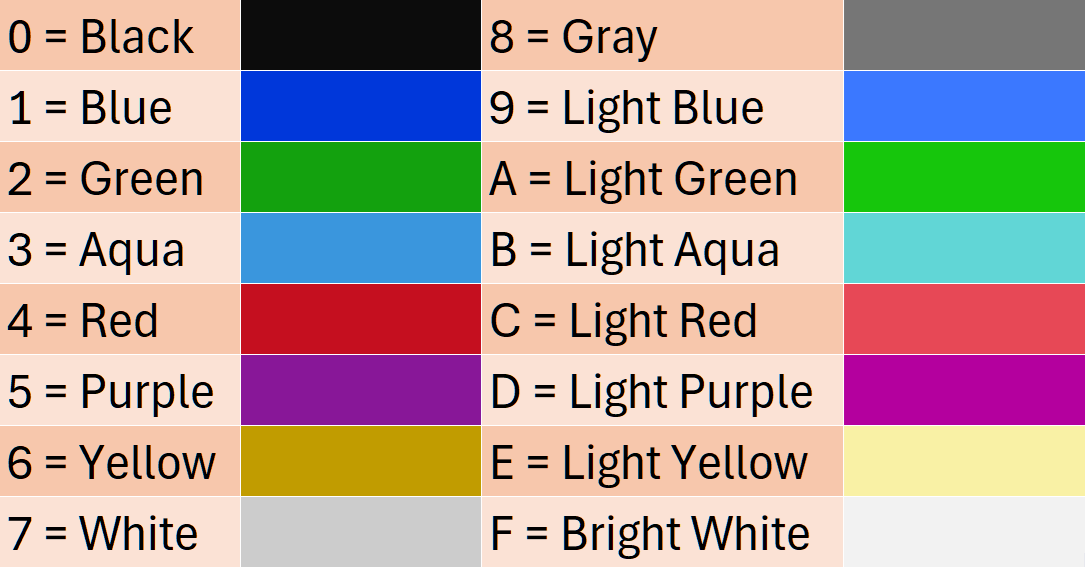 0 = Black
8 = Gray
1 = Blue
9 = Light Blue
2 = Green
A = Light Green
3 = Aqua
B = Light Aqua
4 = Red
C = Light Red
5 = Purple
D = Light Purple
6 = Yellow
E = Light Yellow
7 = White
F = Bright White